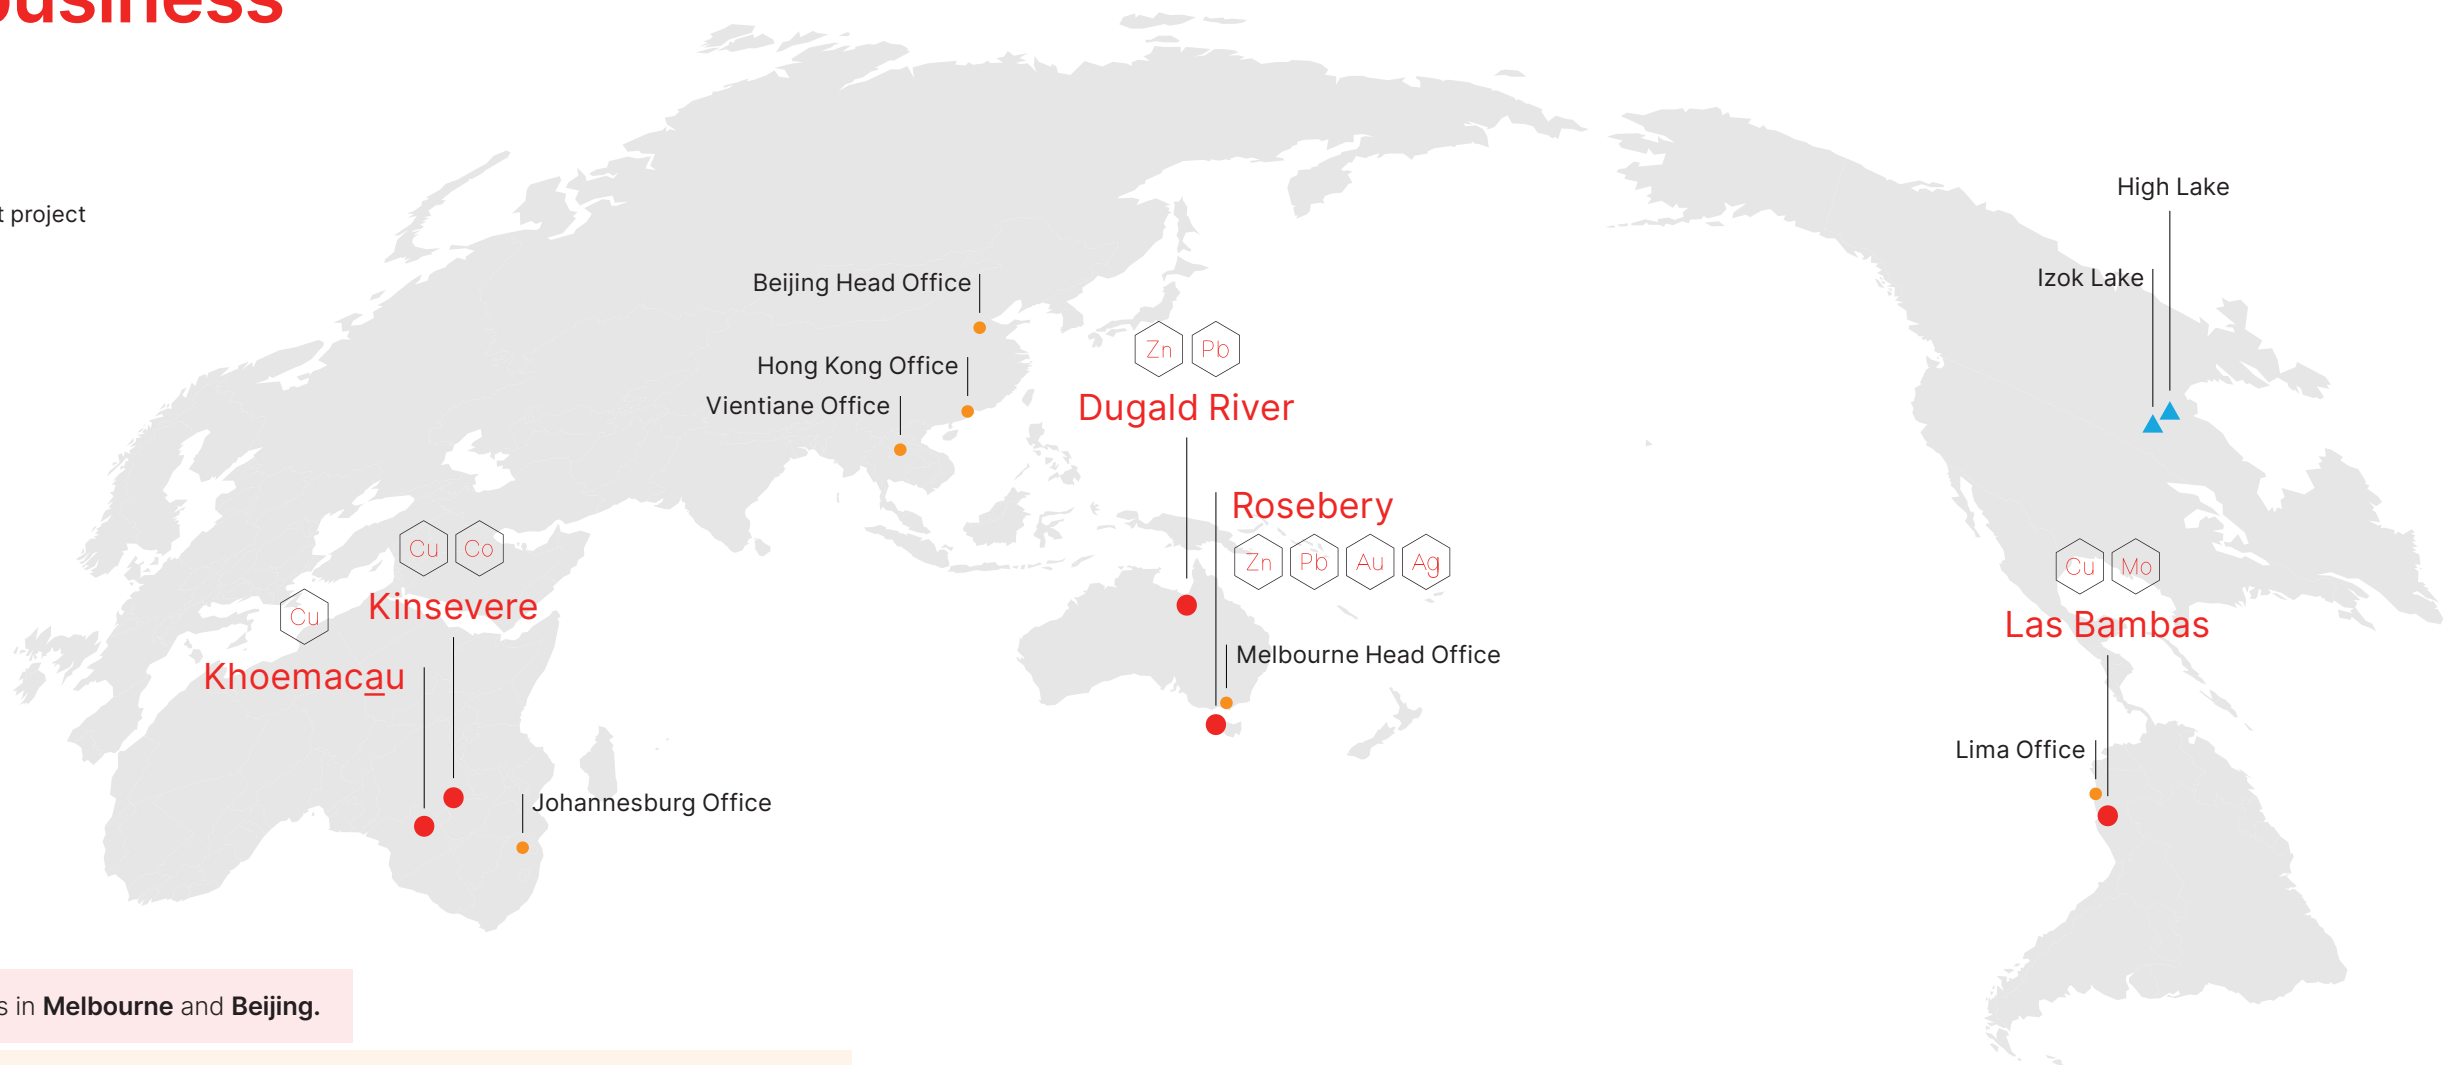 business
t project
High Lake
Izok Lake
Beijing Head Office
Hong Kong Office
Vientiane Office
Zn Pb
Dugald River
Rosebery
Zn Pb Au Ag
Cu Co
Kinsevere
Cu
Khoemacau
Cu Mo
Las Bambas
Melbourne Head Office
Lima Office
Johannesburg Office
s in Melbourne and Beijing.